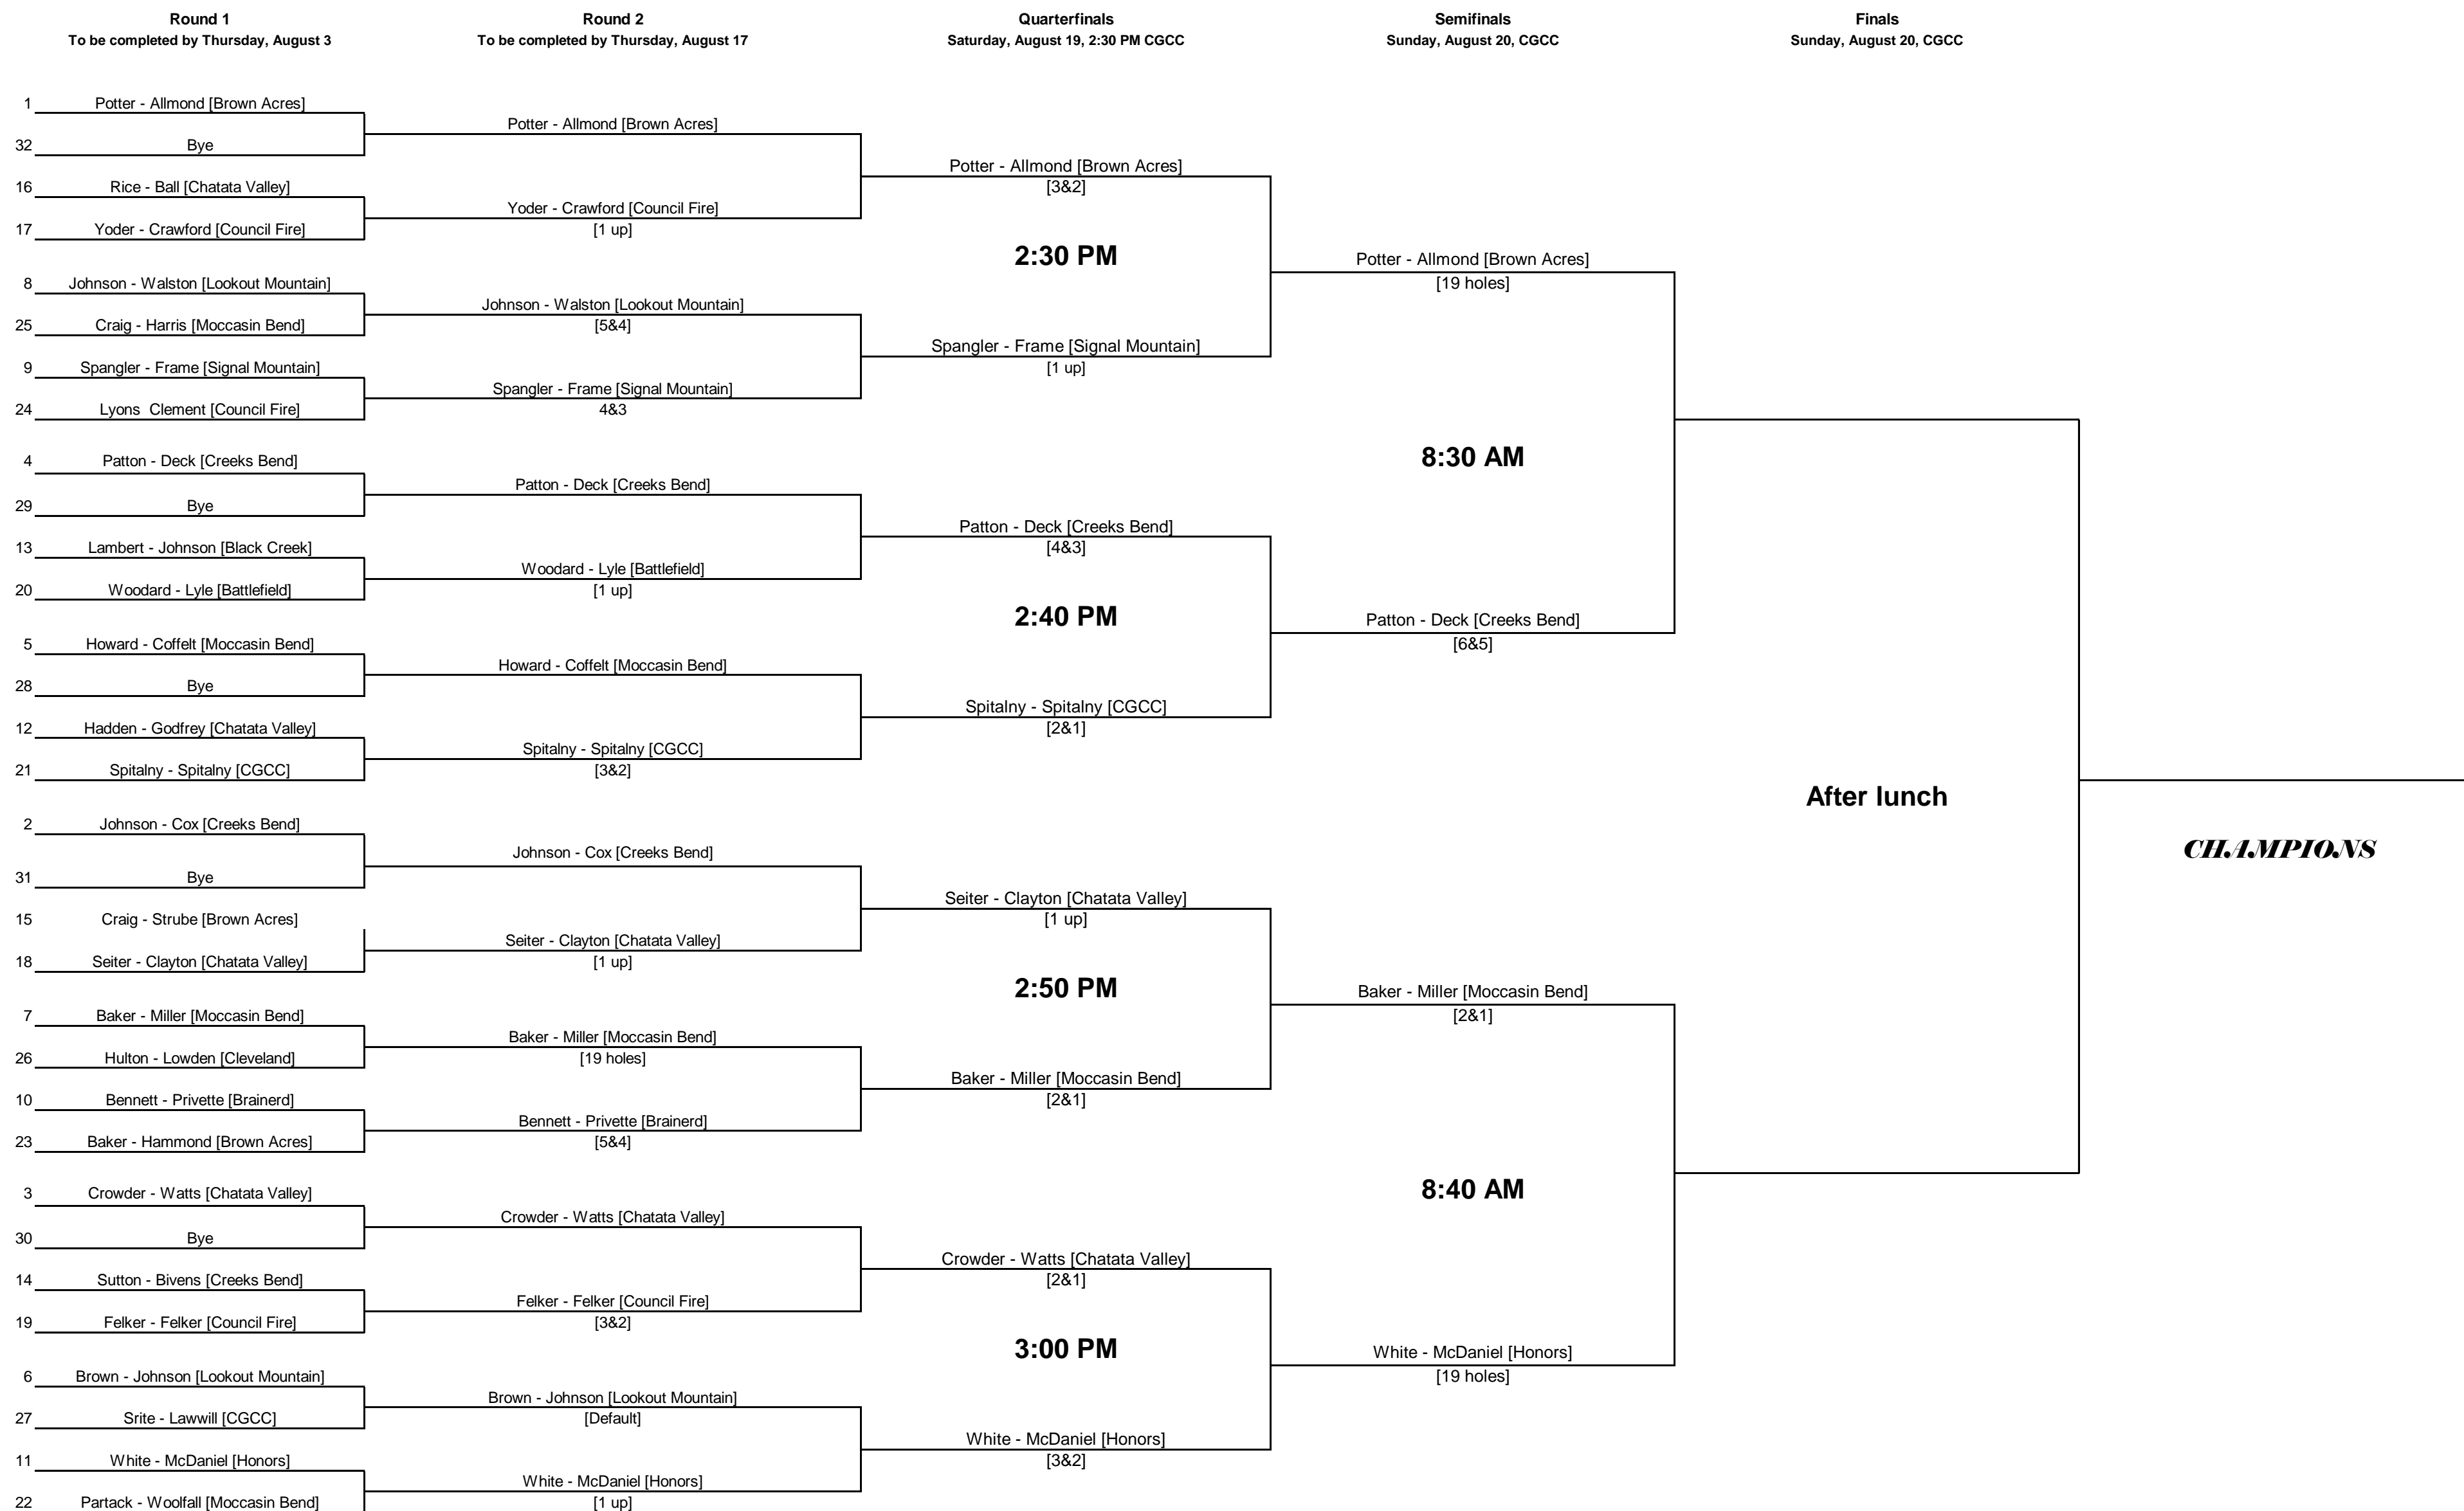 Round 1
To be completed by Thursday, August 3
Round 2
To be completed by Thursday, August 17
Quarterfinals
Saturday, August 19, 2:30 PM CGCC
Semifinals
Sunday, August 20, CGCC
Finals
Sunday, August 20, CGCC
1 Potter - Allmond [Brown Acres]
32 Bye
16 Rice - Ball [Chatata Valley]
17 Yoder - Crawford [Council Fire]
8 Johnson - Walston [Lookout Mountain]
25 Craig - Harris [Moccasin Bend]
9 Spangler - Frame [Signal Mountain]
24 Lyons  Clement [Council Fire]
4 Patton - Deck [Creeks Bend]
29 Bye
13 Lambert - Johnson [Black Creek]
20 Woodard - Lyle [Battlefield]
5 Howard - Coffelt [Moccasin Bend]
28 Bye
12 Hadden - Godfrey [Chatata Valley]
21 Spitalny - Spitalny [CGCC]
2 Johnson - Cox [Creeks Bend]
31 Bye
15 Craig - Strube [Brown Acres]
18 Seiter - Clayton [Chatata Valley]
7 Baker - Miller [Moccasin Bend]
26 Hulton - Lowden [Cleveland]
10 Bennett - Privette [Brainerd]
23 Baker - Hammond [Brown Acres]
3 Crowder - Watts [Chatata Valley]
30 Bye
14 Sutton - Bivens [Creeks Bend]
19 Felker - Felker [Council Fire]
6 Brown - Johnson [Lookout Mountain]
27 Srite - Lawwill [CGCC]
11 White - McDaniel [Honors]
22 Partack - Woolfall [Moccasin Bend]
Potter - Allmond [Brown Acres]
Yoder - Crawford [Council Fire]
[1 up]
Johnson - Walston [Lookout Mountain]
[5&4]
Spangler - Frame [Signal Mountain]
4&3
Patton - Deck [Creeks Bend]
Woodard - Lyle [Battlefield]
[1 up]
Howard - Coffelt [Moccasin Bend]
Spitalny - Spitalny [CGCC]
[3&2]
Johnson - Cox [Creeks Bend]
Seiter - Clayton [Chatata Valley]
[1 up]
Baker - Miller [Moccasin Bend]
[19 holes]
Bennett - Privette [Brainerd]
[5&4]
Crowder - Watts [Chatata Valley]
Felker - Felker [Council Fire]
[3&2]
Brown - Johnson [Lookout Mountain]
[Default]
White - McDaniel [Honors]
[1 up]
Potter - Allmond [Brown Acres]
[3&2]
2:30 PM
Spangler - Frame [Signal Mountain]
[1 up]
Patton - Deck [Creeks Bend]
[4&3]
2:40 PM
Spitalny - Spitalny [CGCC]
[2&1]
Seiter - Clayton [Chatata Valley]
[1 up]
2:50 PM
Baker - Miller [Moccasin Bend]
[2&1]
Crowder - Watts [Chatata Valley]
[2&1]
3:00 PM
White - McDaniel [Honors]
[3&2]
Potter - Allmond [Brown Acres]
[19 holes]
8:30 AM
Patton - Deck [Creeks Bend]
[6&5]
Baker - Miller [Moccasin Bend]
[2&1]
8:40 AM
White - McDaniel [Honors]
[19 holes]
After lunch
CHAMPIONS